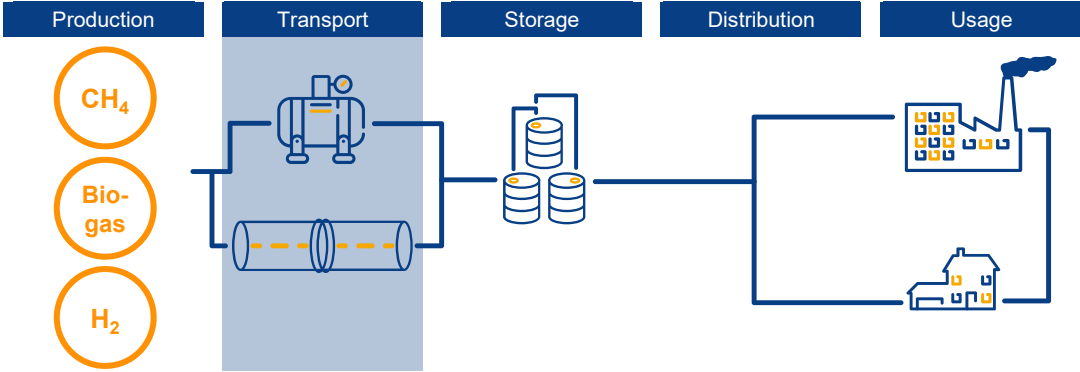 Production
Transport
Storage
Distribution
Usage
CH₄
Bio-
gas
H₂